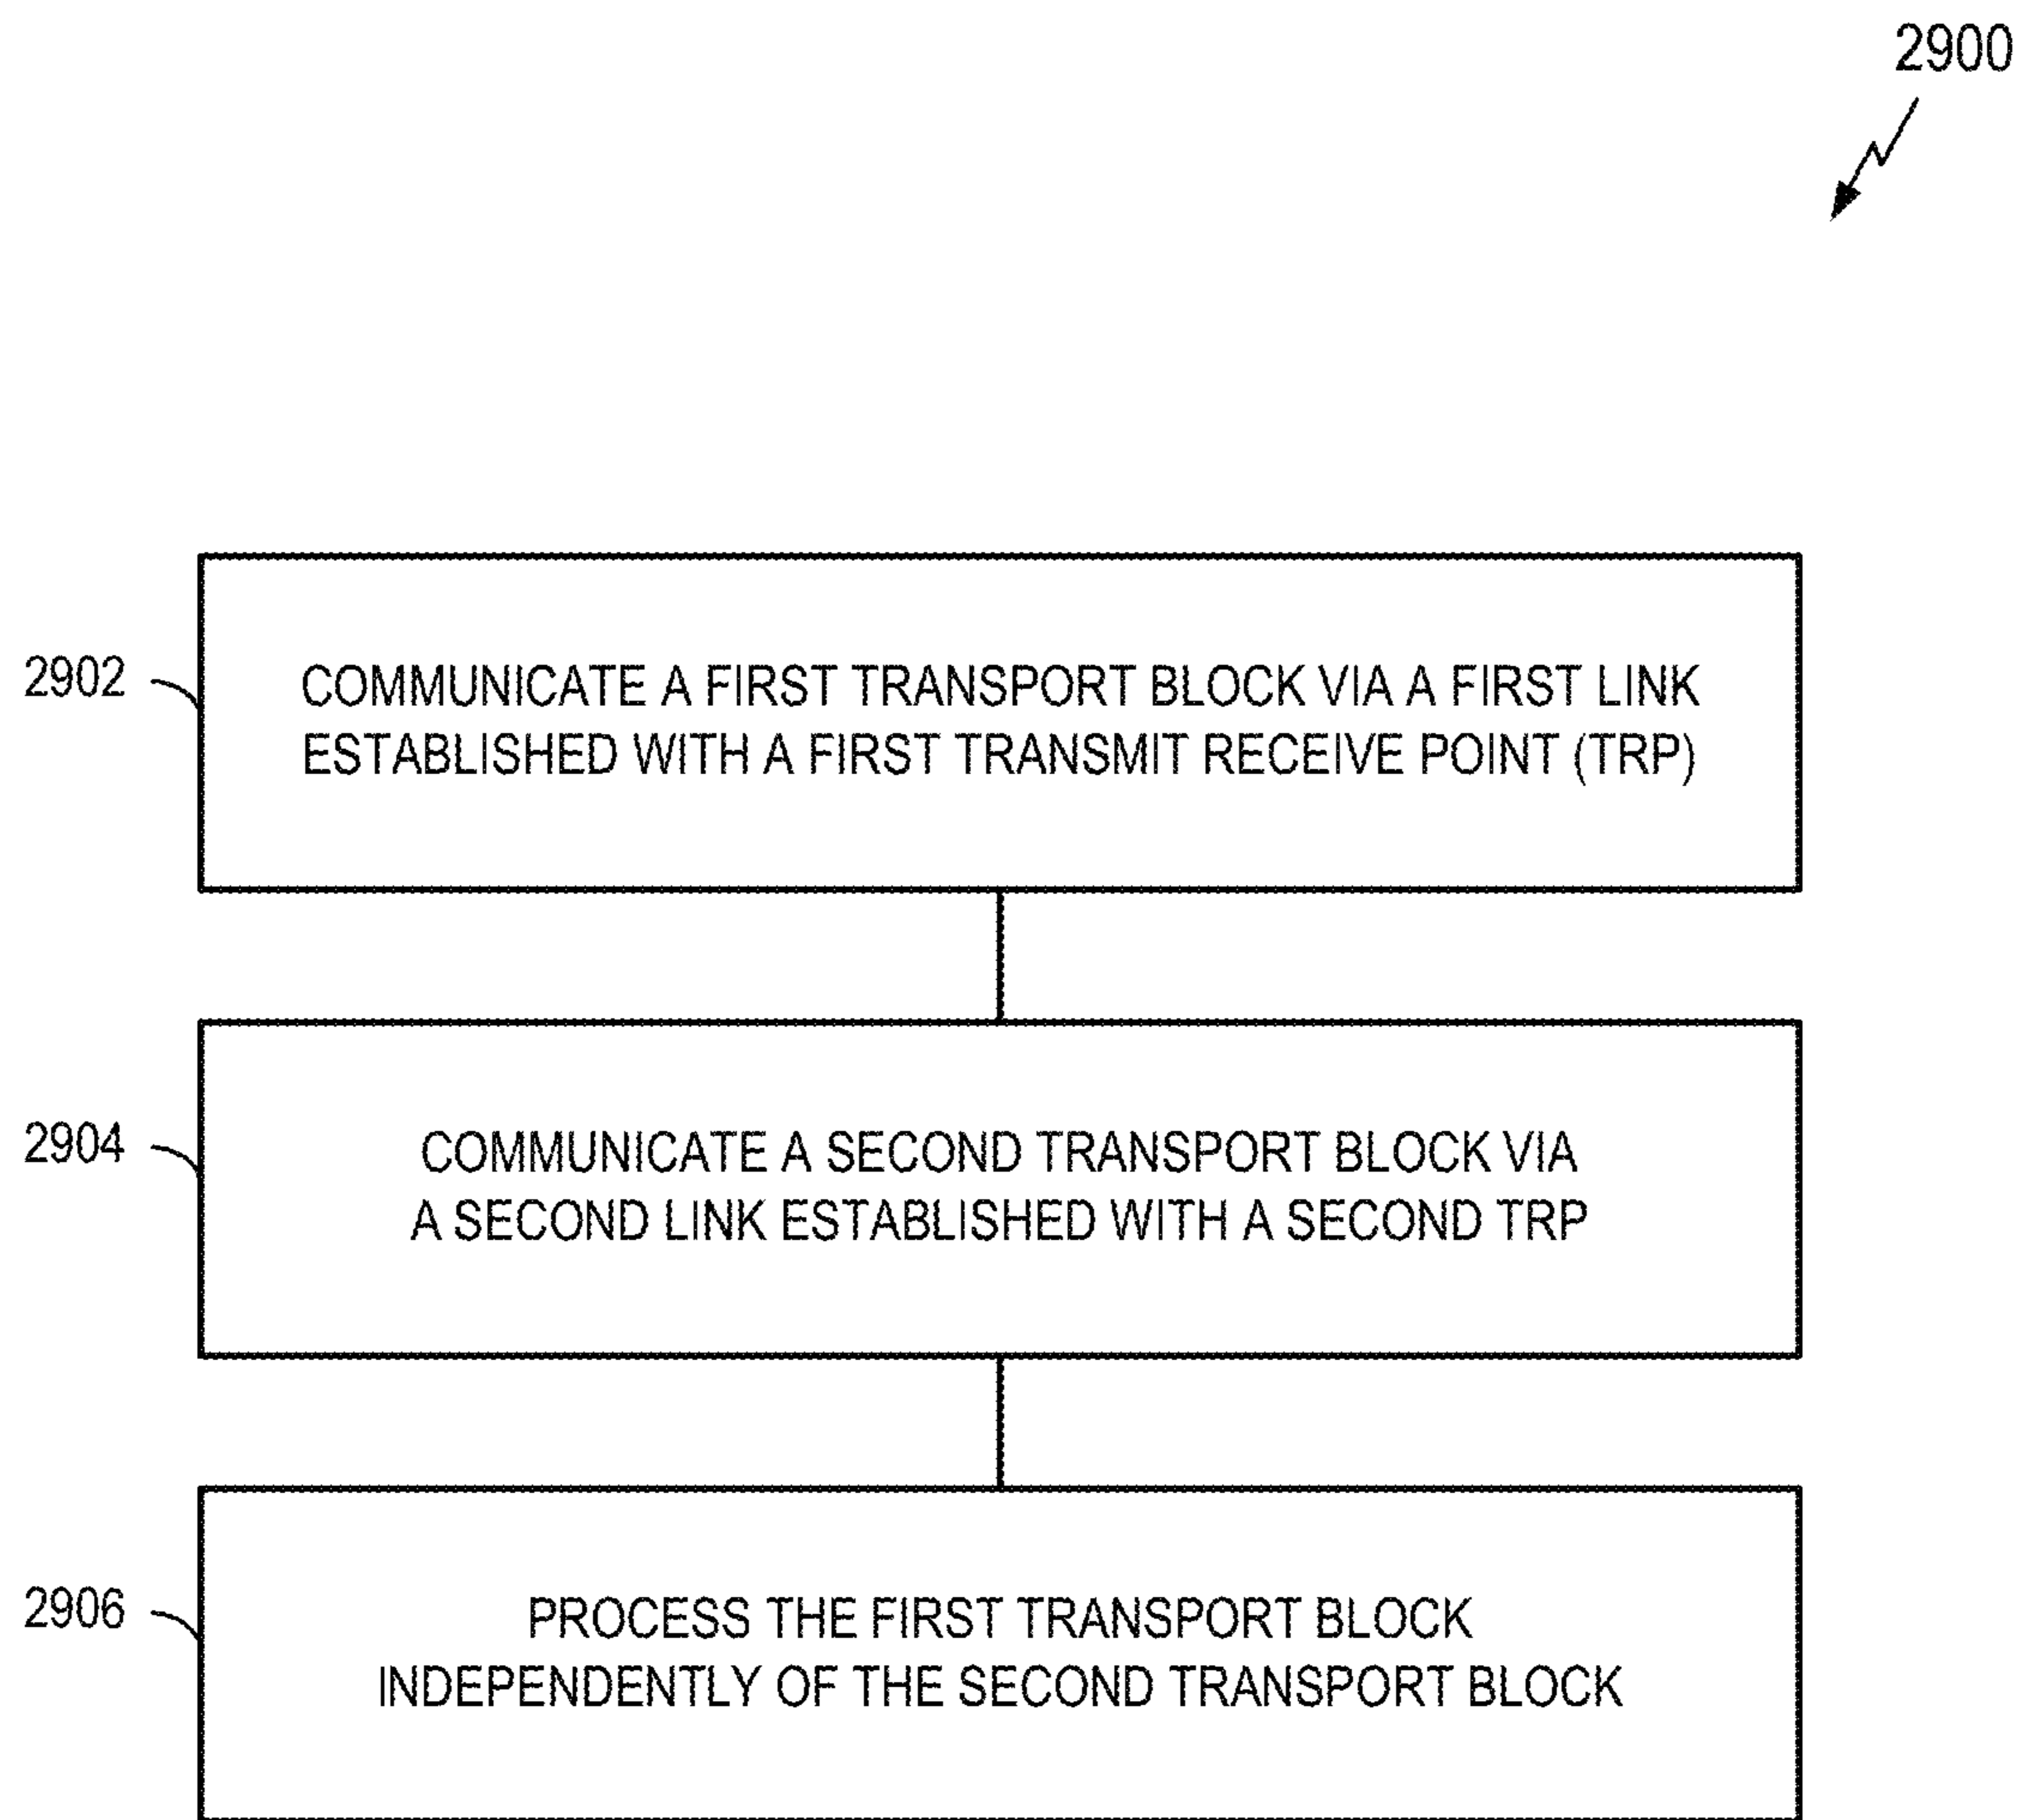 2900
2902
COMMUNICATE A FIRST TRANSPORT BLOCK VIA A FIRST LINK
ESTABLISHED WITH A FIRST TRANSMIT RECEIVE POINT (TRP)
2904
COMMUNICATE A SECOND TRANSPORT BLOCK VIA
A SECOND LINK ESTABLISHED WITH A SECOND TRP
2906
PROCESS THE FIRST TRANSPORT BLOCK
INDEPENDENTLY OF THE SECOND TRANSPORT BLOCK